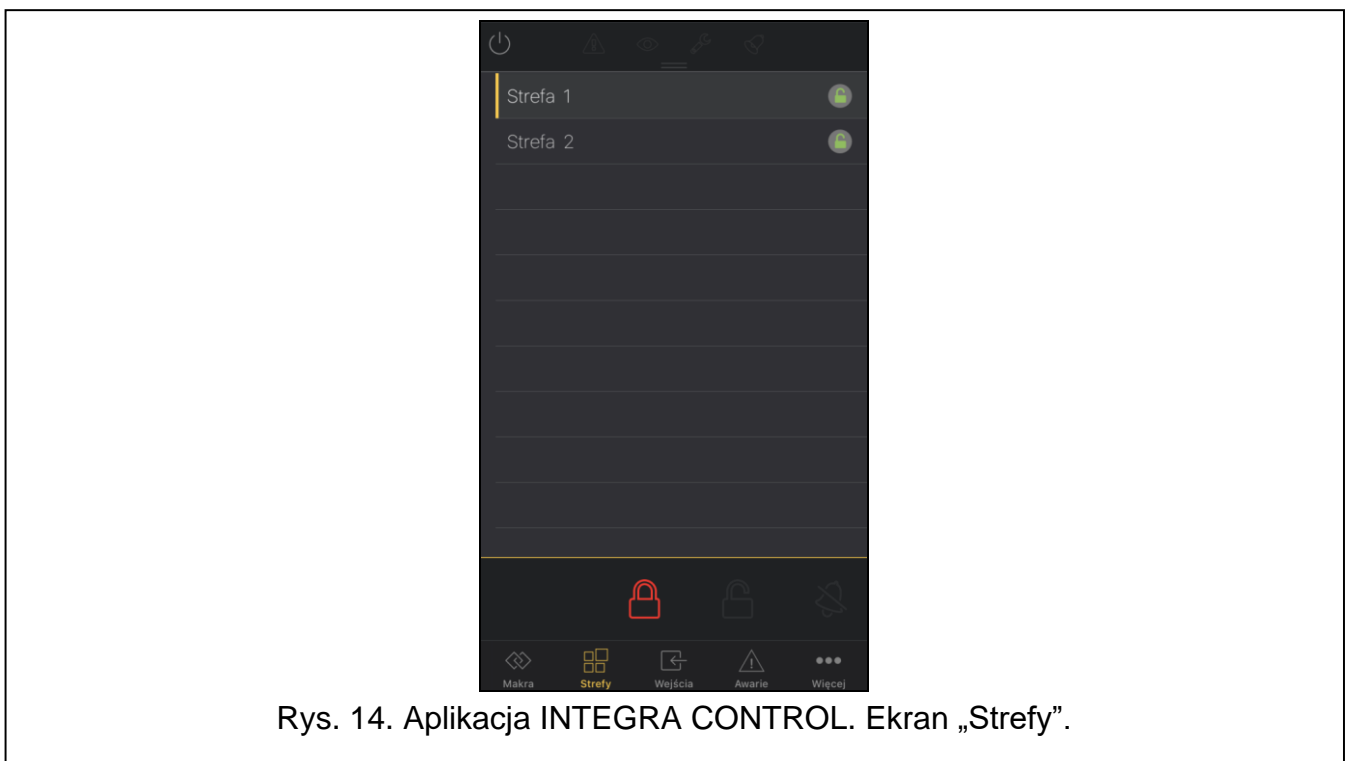 Strefa 1
Strefa 2
Makra Strefy Wejścia Awarie Więcej
Rys. 14. Aplikacja INTEGRA CONTROL. Ekran „Strefy”.